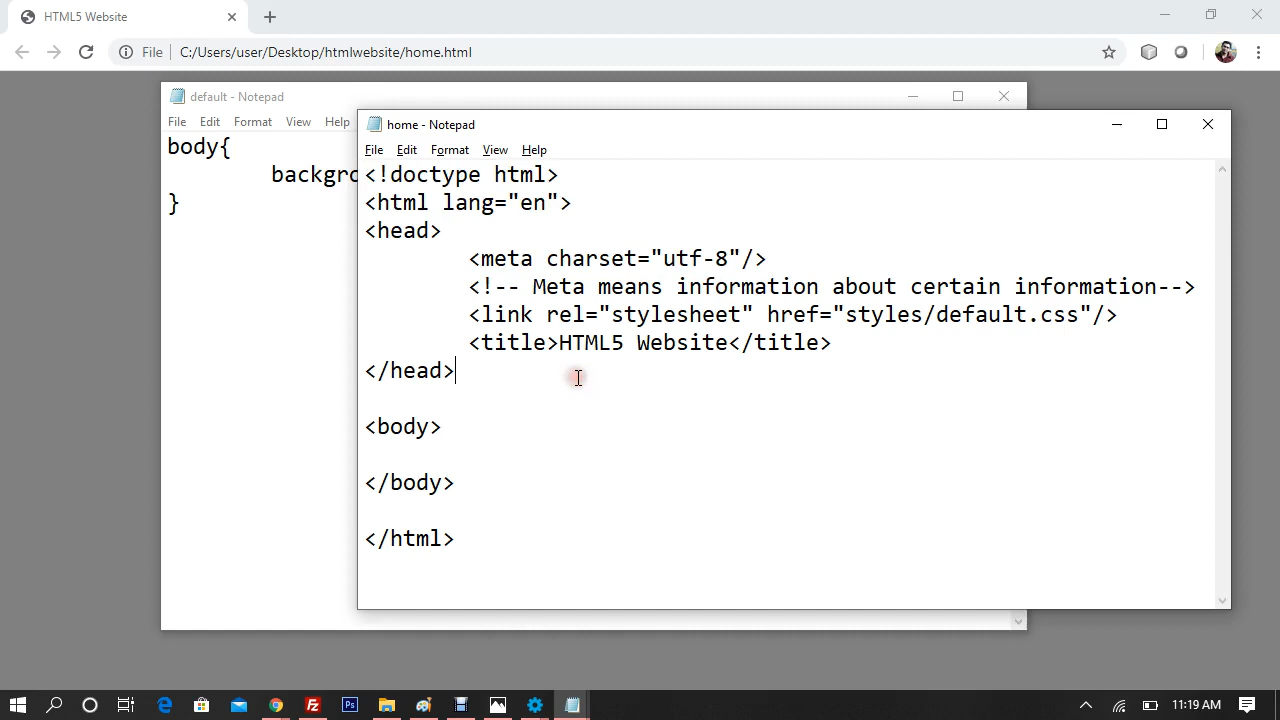 HTML5 Website
File
C:/Users/user/Desktop/htmlwebsite/home.html
default - Notepad
File Edit Format View Help
body{
}
home - Notepad
File Edit Format View Help
<!doctype html>
<html lang="en">
<head>
<meta charset="utf-8"/>
<!-- Meta means information about certain information-->
<link rel="stylesheet" href="styles/default.css"/>
<title>HTML5 Website</title>
</head>
<body>
</body>
</html>
Fz Ps
11:19 AM